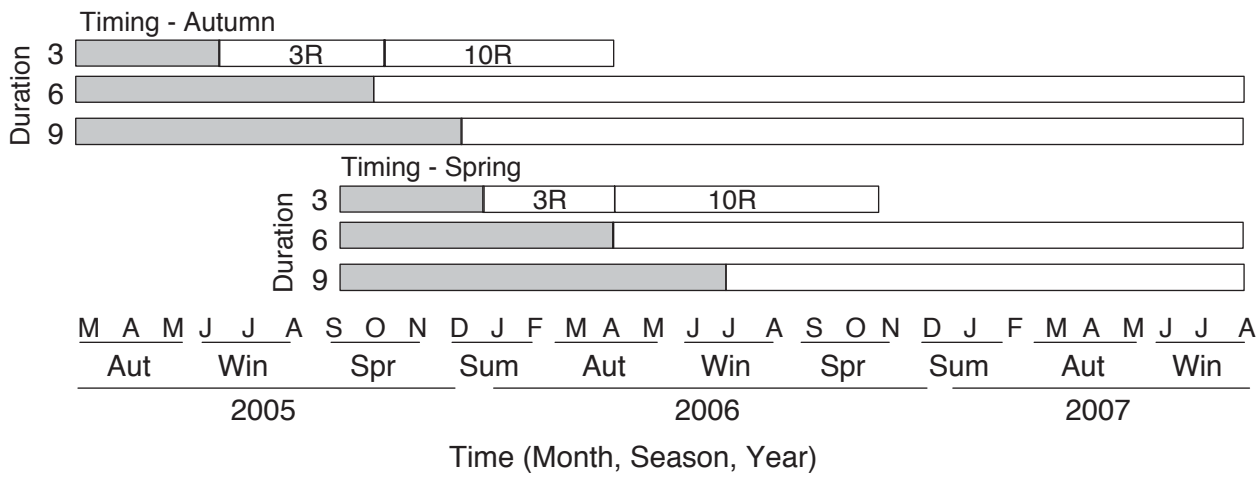 Timing - Autumn
Duration
3 3R 10R
6
9
Timing - Spring
Duration
3 3R 10R
6
9
M A M J J A S O N D J F M A M J J A S O N D J F M A M J J A
Aut Win Spr Sum Aut Win Spr Sum Aut Win
2005 2006 2007
Time (Month, Season, Year)